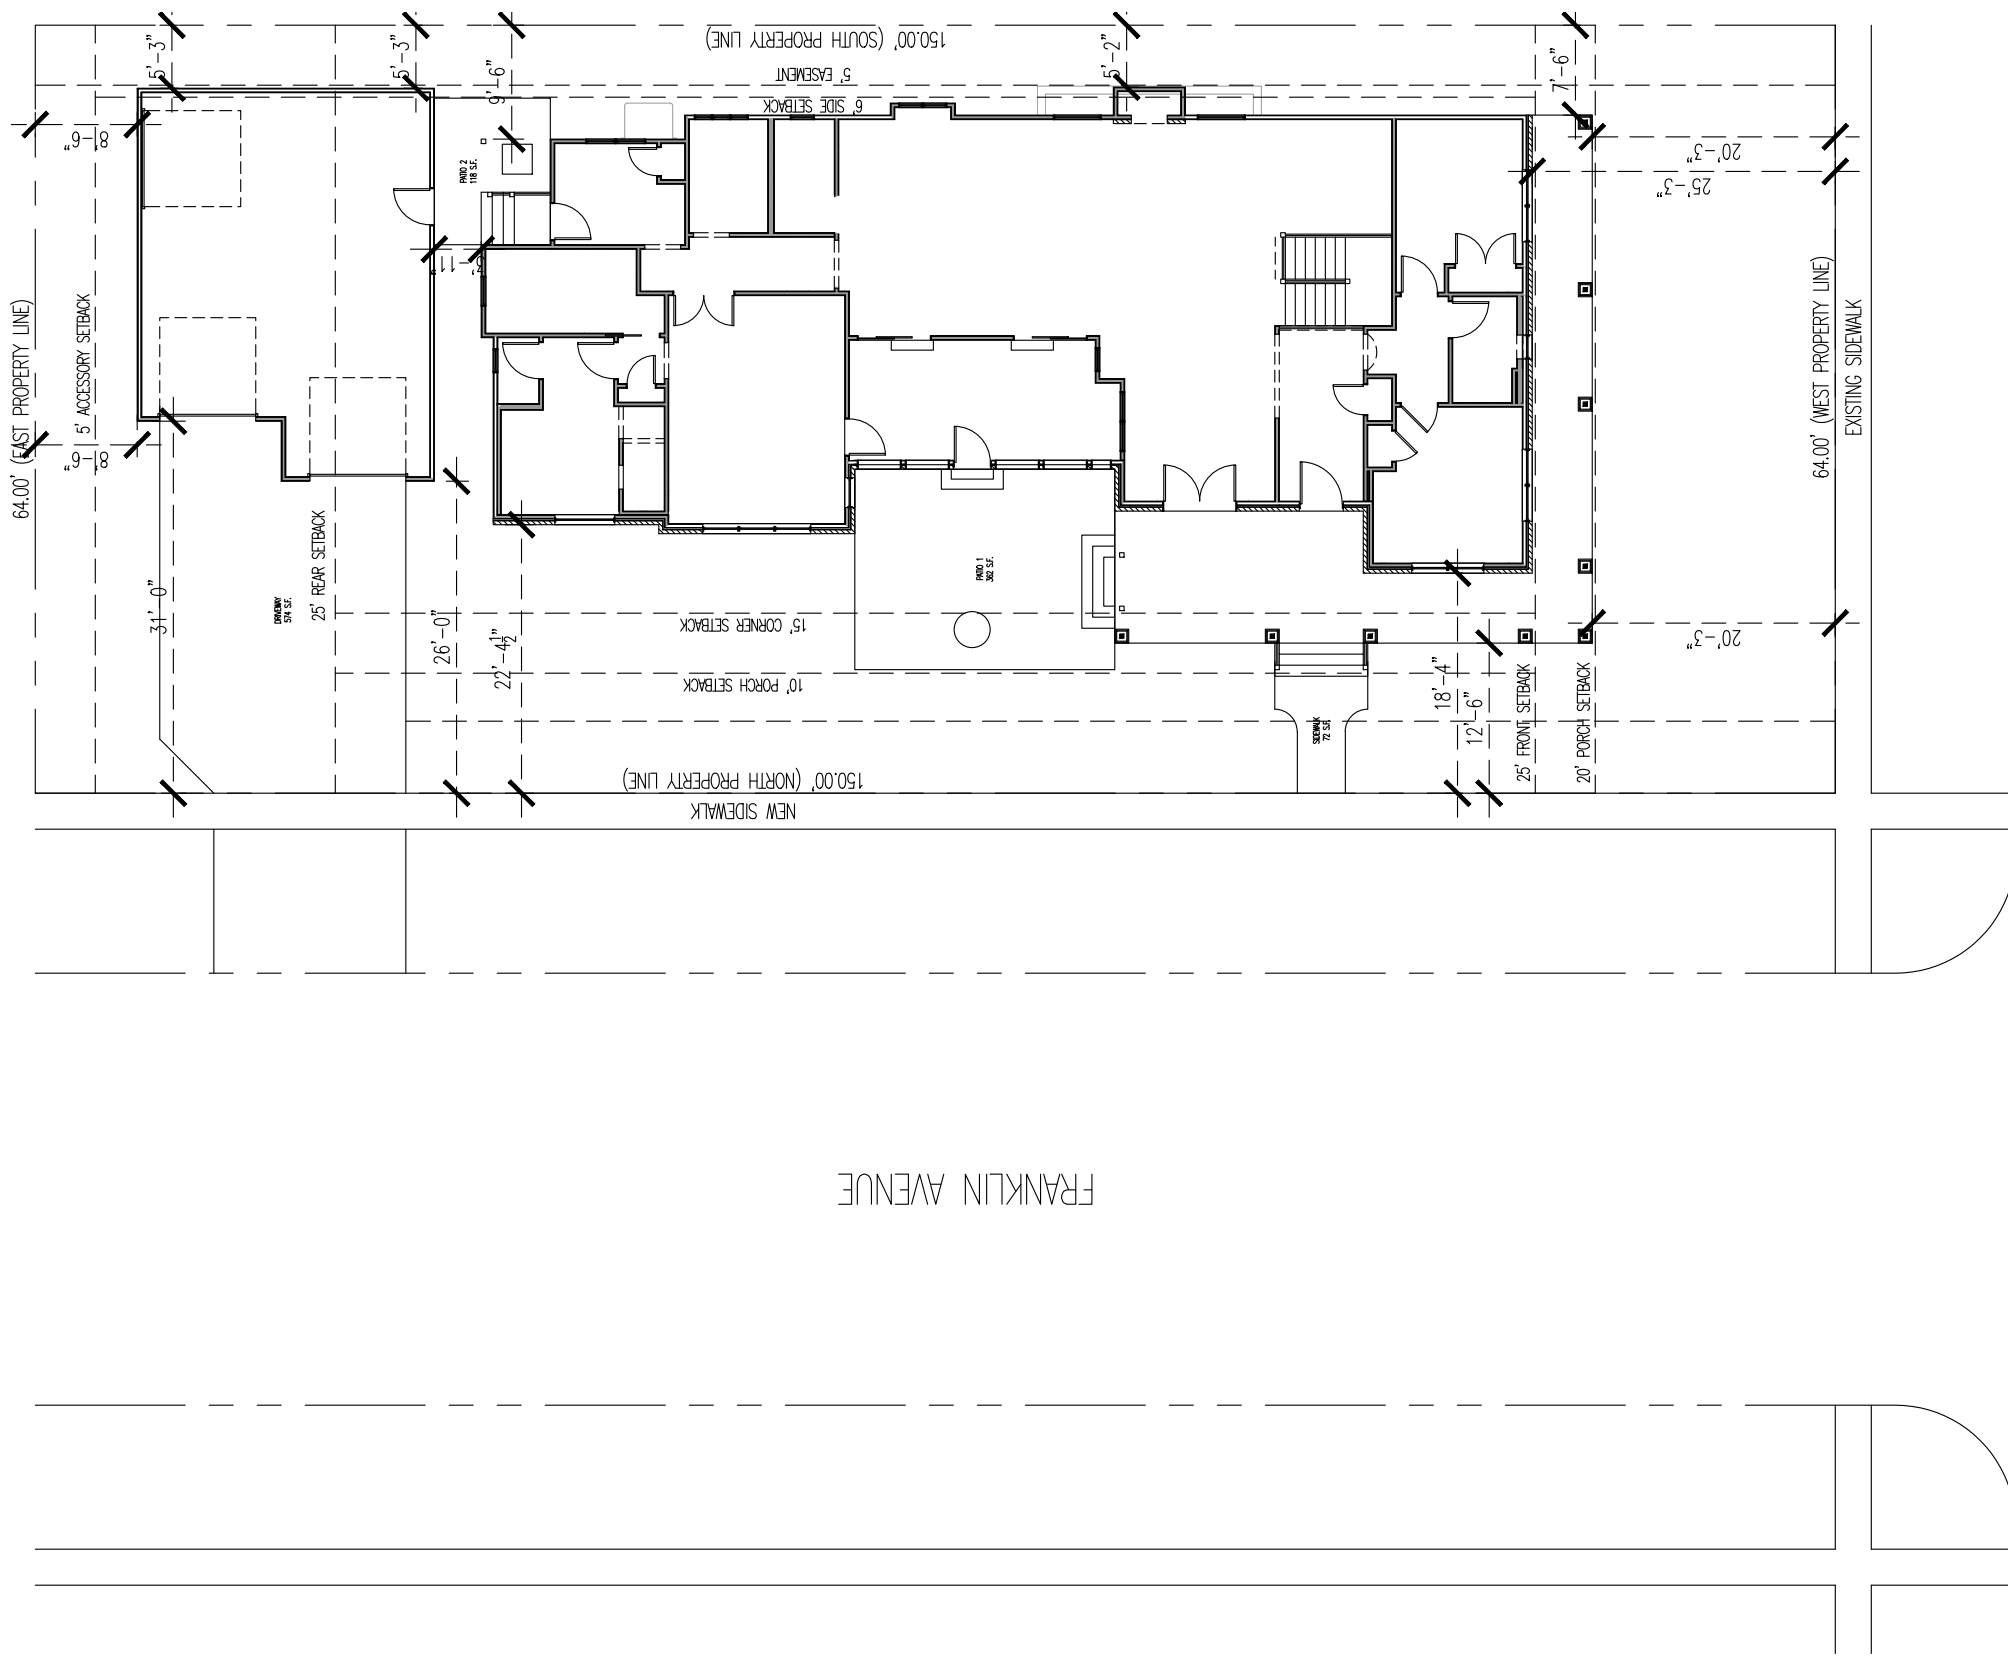 150.00' (SOUTH PROPERTY LINE)
5'-3"
5'-3"
9'-6"
5'-2"
7'-6"
5' EASEMENT
6' SIDE SETBACK
8'-6"
20'-3"
25'-3"
PATIO 2
118 S.F.
64.00' (EAST PROPERTY LINE)
5' ACCESSORY SETBACK
64.00' (WEST PROPERTY LINE)
EXISTING SIDEWALK
8'-6"
31'-0"
DRIVEWAY
574 S.F.
25' REAR SETBACK
26'-0"
22'-4 1/2"
PATIO 1
362 S.F.
15' CORNER SETBACK
10' PORCH SETBACK
20'-3"
18'-4"
12'-6"
25' FRONT SETBACK
20' PORCH SETBACK
SIDEWALK
72 S.F.
150.00' (NORTH PROPERTY LINE)
NEW SIDEWALK
FRANKLIN AVENUE